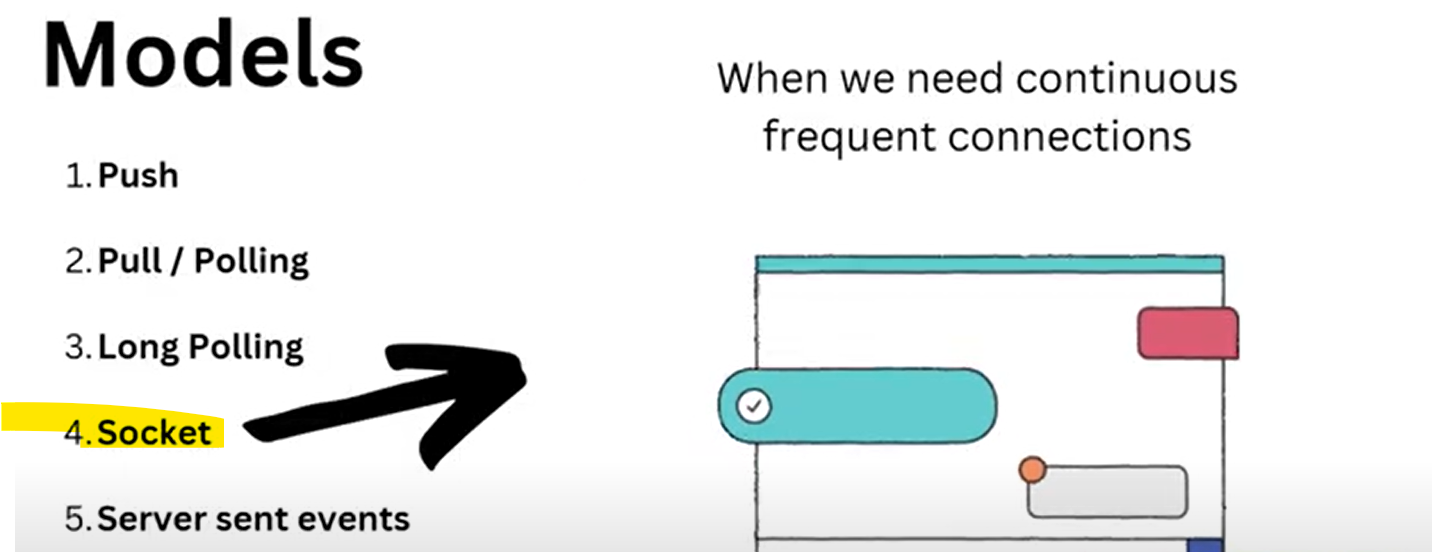 Models
1. Push
2. Pull / Polling
3. Long Polling
4. Socket
5. Server sent events
When we need continuous
frequent connections